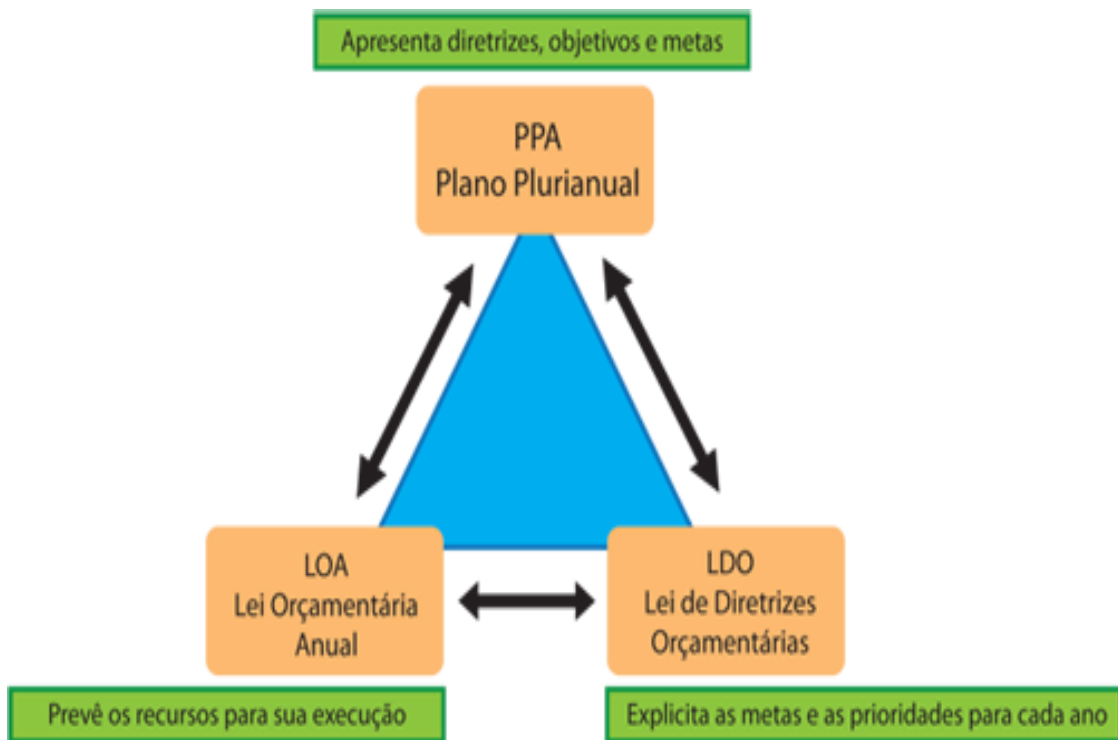 Apresenta diretrizes, objetivos e metas
PPA
Plano Plurianual
LOA
Lei Orçamentária
Anual
LDO
Lei de Diretrizes
Orçamentárias
Prevê os recursos para sua execução
Explicita as metas e as prioridades para cada ano